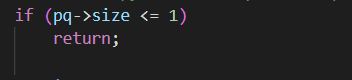 if (pq->size <= 1)
    return;